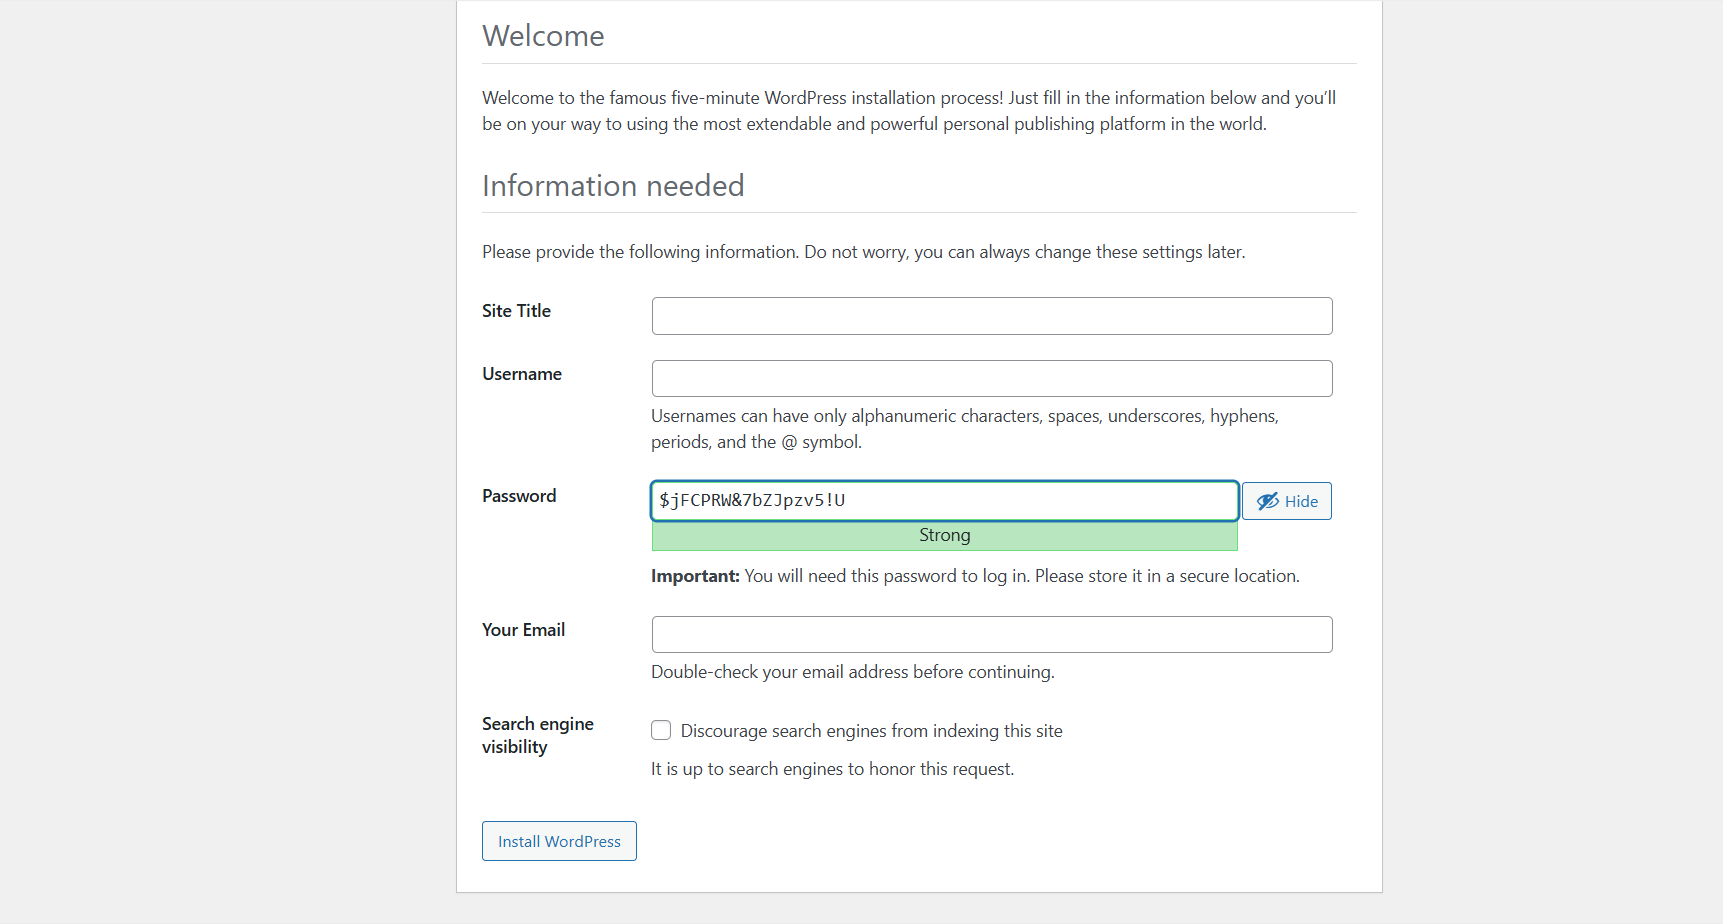 Welcome
Welcome to the famous five-minute WordPress installation process! Just fill in the information below and you’ll
be on your way to using the most extendable and powerful personal publishing platform in the world.
Information needed
Please provide the following information. Do not worry, you can always change these settings later.
Site Title
Username
Usernames can have only alphanumeric characters, spaces, underscores, hyphens,
periods, and the @ symbol.
Password
$jFCPRW&7bZJpzv5!U
Hide
Strong
Important: You will need this password to log in. Please store it in a secure location.
Your Email
Double-check your email address before continuing.
Search engine
visibility
Discourage search engines from indexing this site
It is up to search engines to honor this request.
Install WordPress